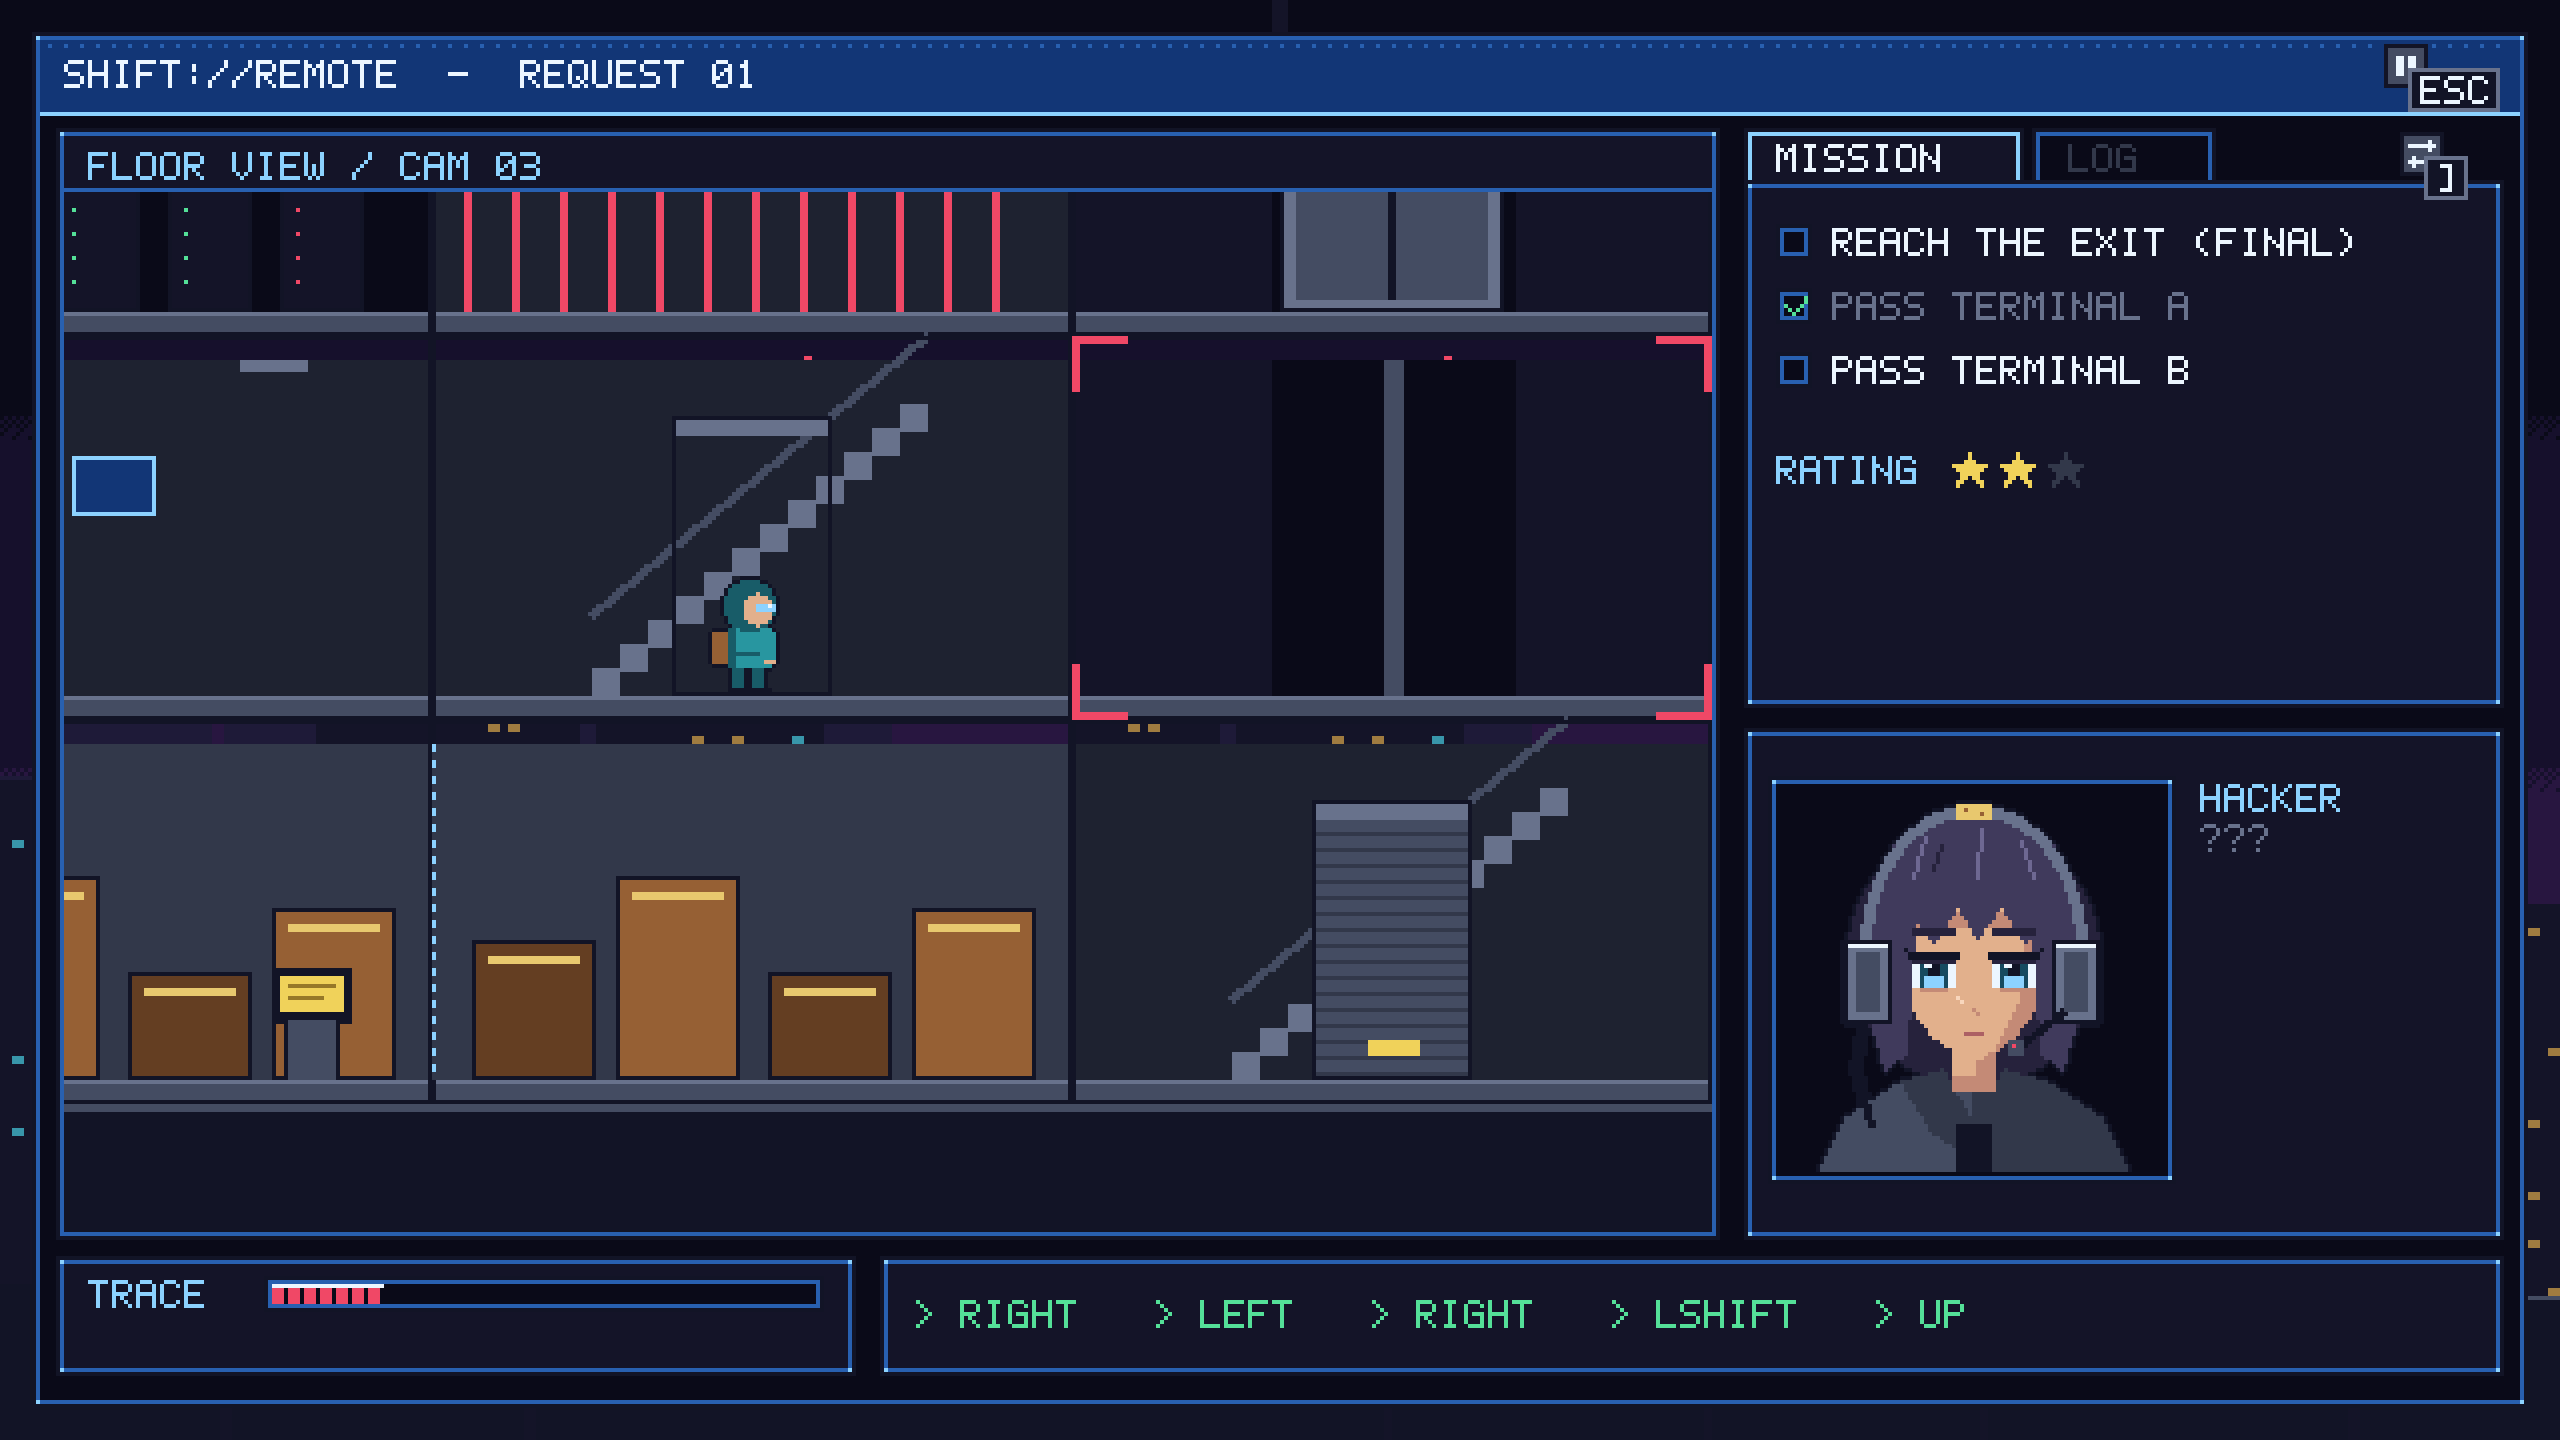 SHIFT://REMOTE - REQUEST 01
ESC
FLOOR VIEW / CAM 03
MISSION
LOG
]
REACH THE EXIT (FINAL)
PASS TERMINAL A
PASS TERMINAL B
RATING
HACKER
???
TRACE
> RIGHT > LEFT > RIGHT > LSHIFT > UP